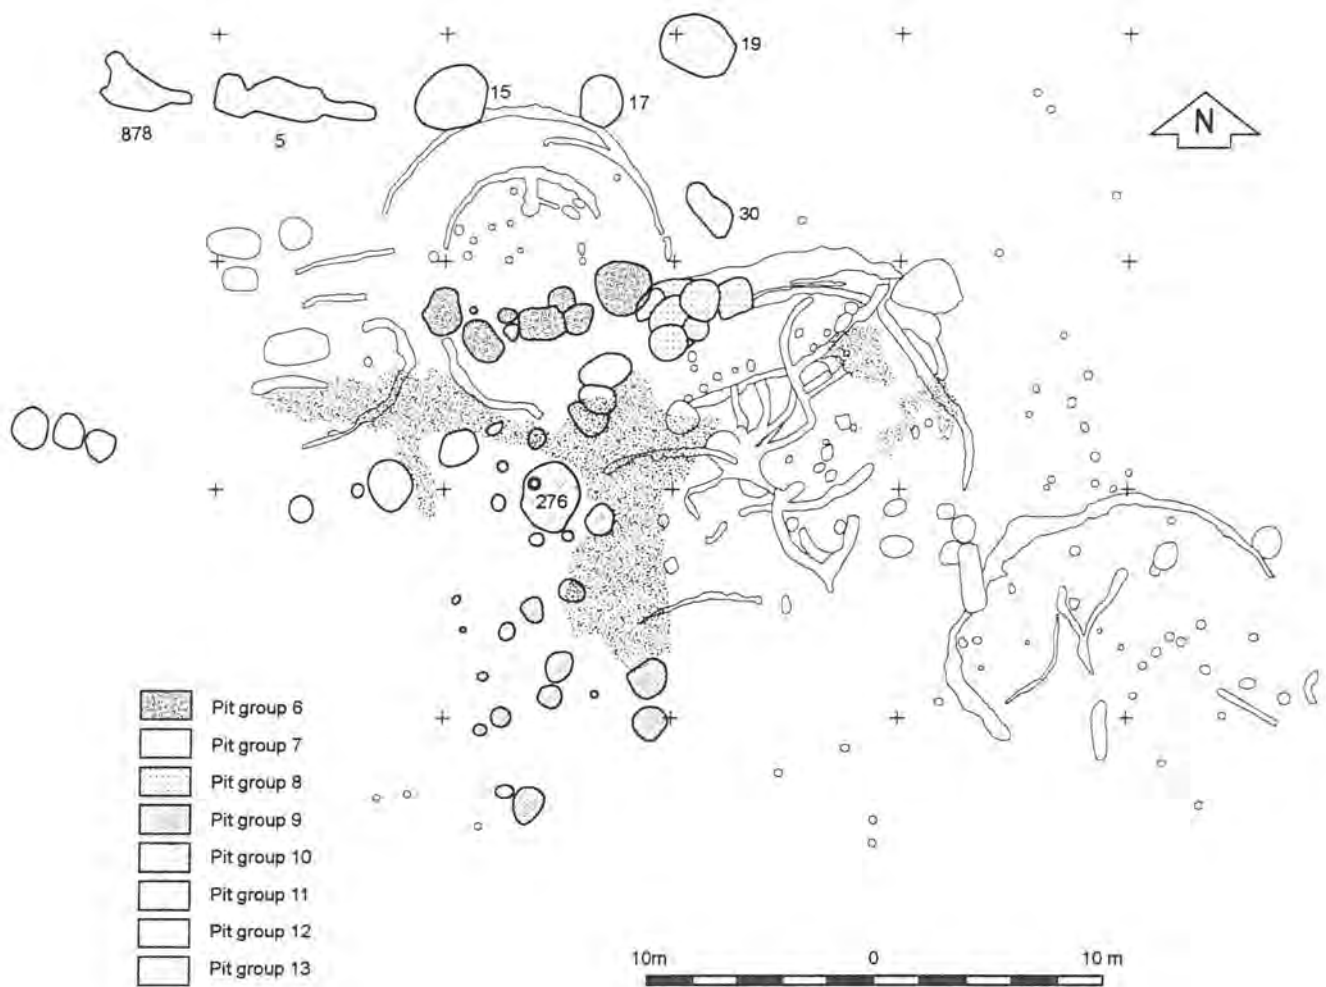 19
15
17
878
5
N
30
276
Pit group 6
Pit group 7
Pit group 8
Pit group 9
Pit group 10
Pit group 11
Pit group 12
Pit group 13
10m 0 10 m